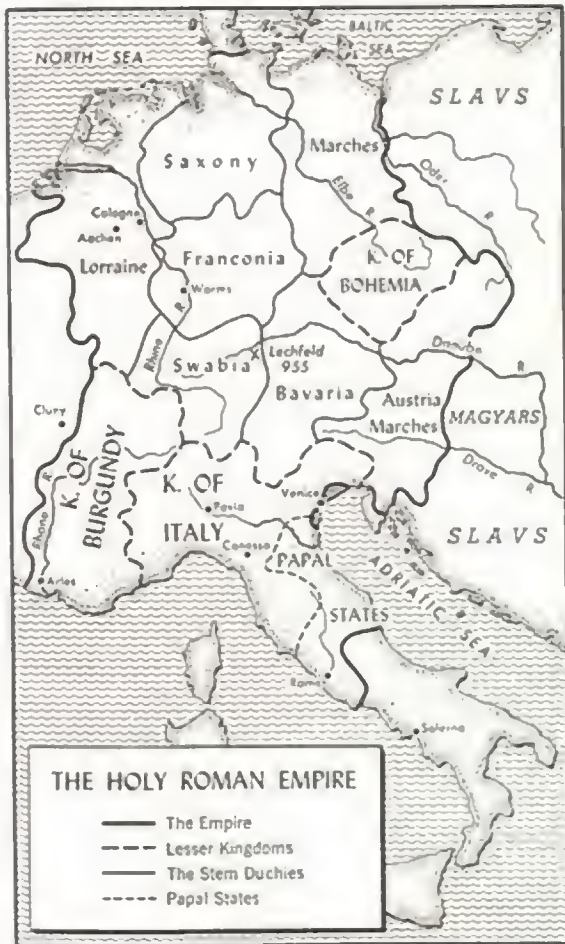 BALTIC
SEA
NORTH SEA
SLAVS
Marches
Saxony
Oder R.
Elbe R.
Cologne
Aachen
Lorraine
Franconia
K. OF
BOHEMIA
Worms
Rhine R.
Swabia
Lechfeld
955
Danube R.
Bavaria
Austria
Marches
MAGYARS
Cluny
Drave R.
K. OF
BURGUNDY
K. OF
ITALY
Venice
Pavia
SLAVS
Rhone R.
Canossa
PAPAL
STATES
Arles
ADRIATIC SEA
Rome
Salerno
THE HOLY ROMAN EMPIRE
The Empire
Lesser Kingdoms
The Stem Duchies
Papal States